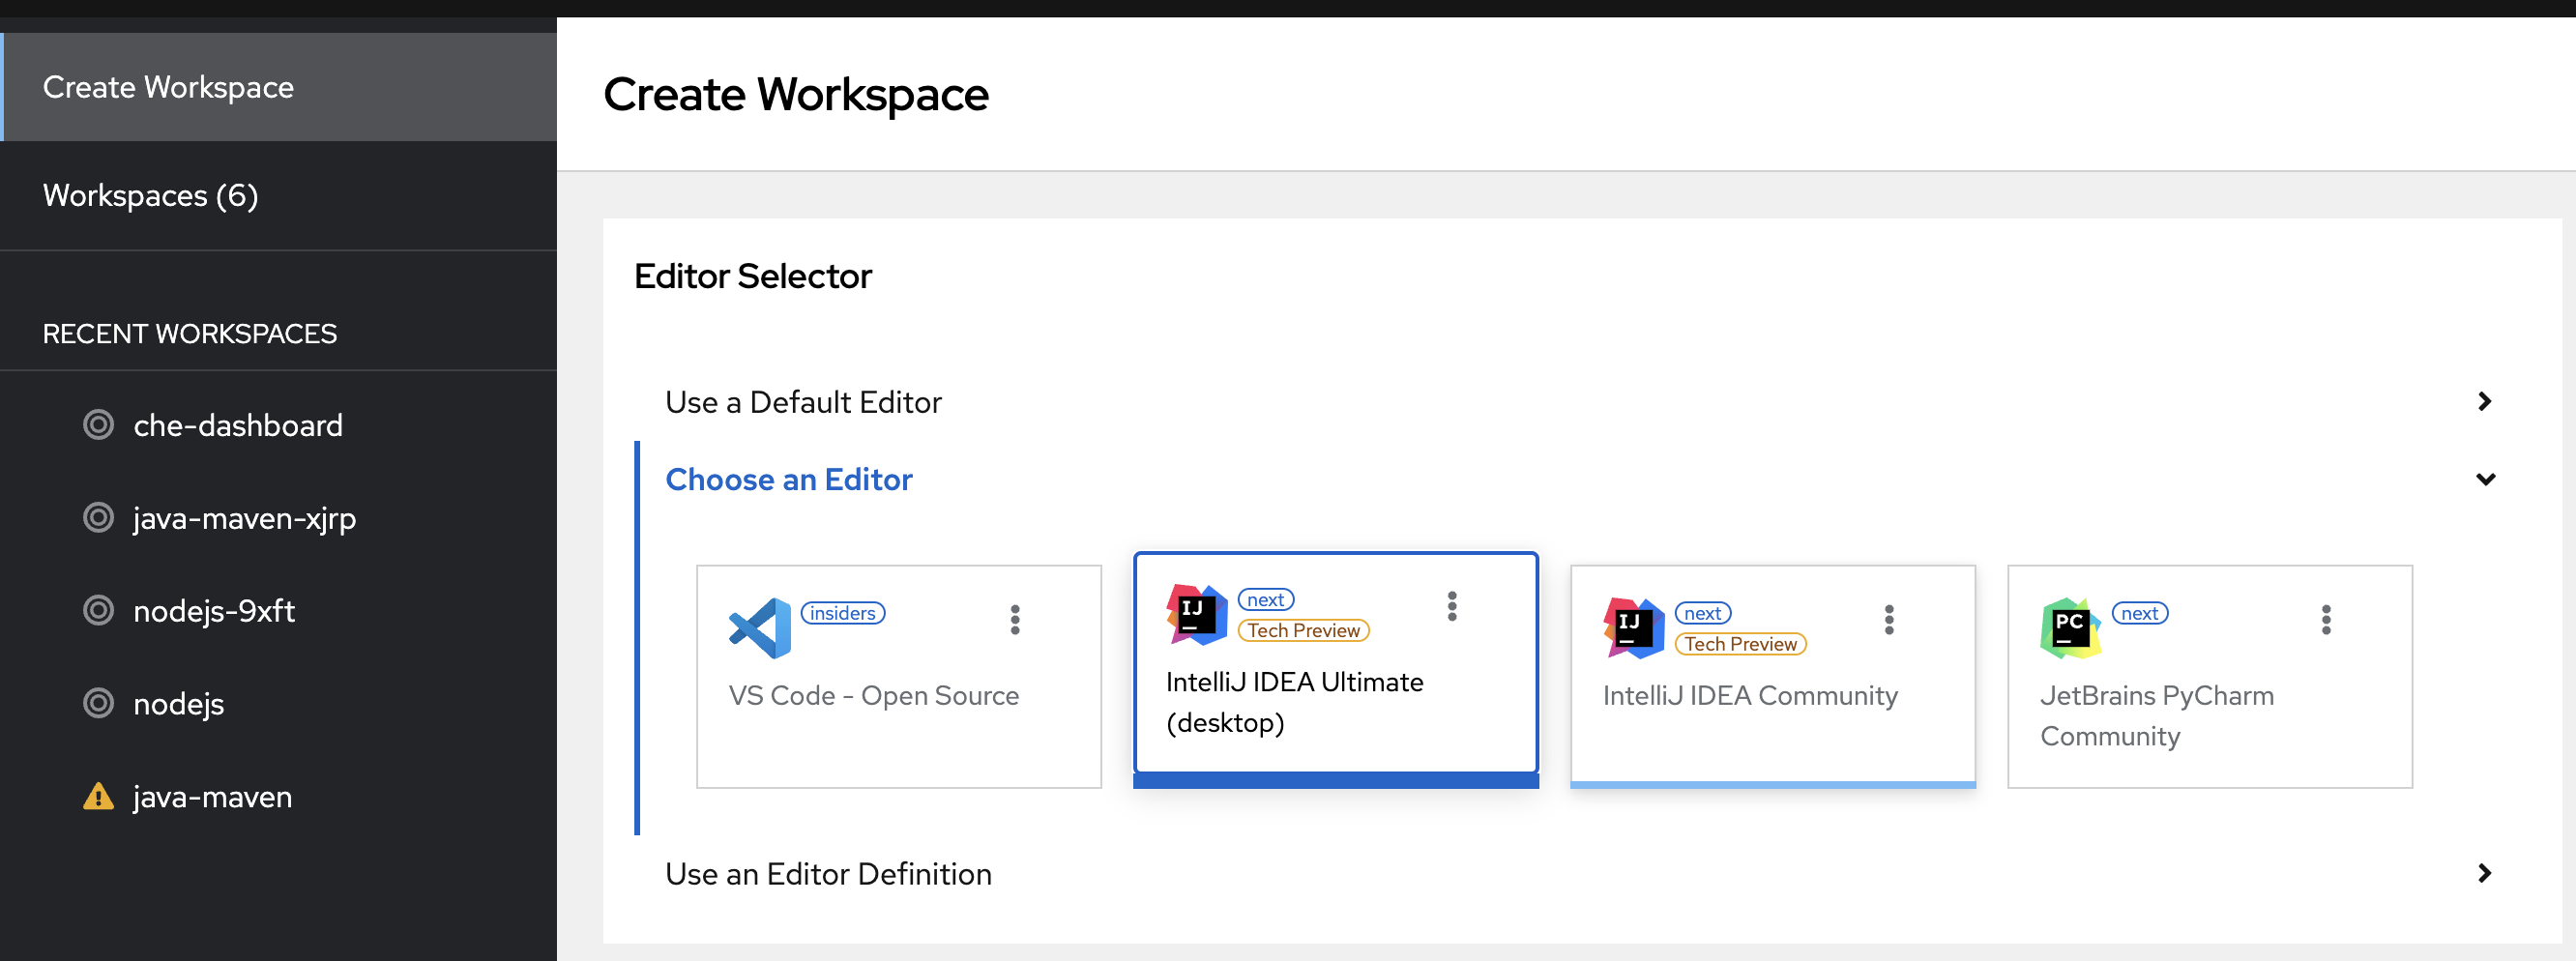 Create Workspace
Workspaces (6)
RECENT WORKSPACES
che-dashboard
java-maven-xjrp
nodejs-9xft
nodejs
java-maven
Create Workspace
Editor Selector
Use a Default Editor
Choose an Editor
insiders
VS Code - Open Source
IJ
next
Tech Preview
IntelliJ IDEA Ultimate
(desktop)
IJ
next
Tech Preview
IntelliJ IDEA Community
PC
next
JetBrains PyCharm
Community
Use an Editor Definition